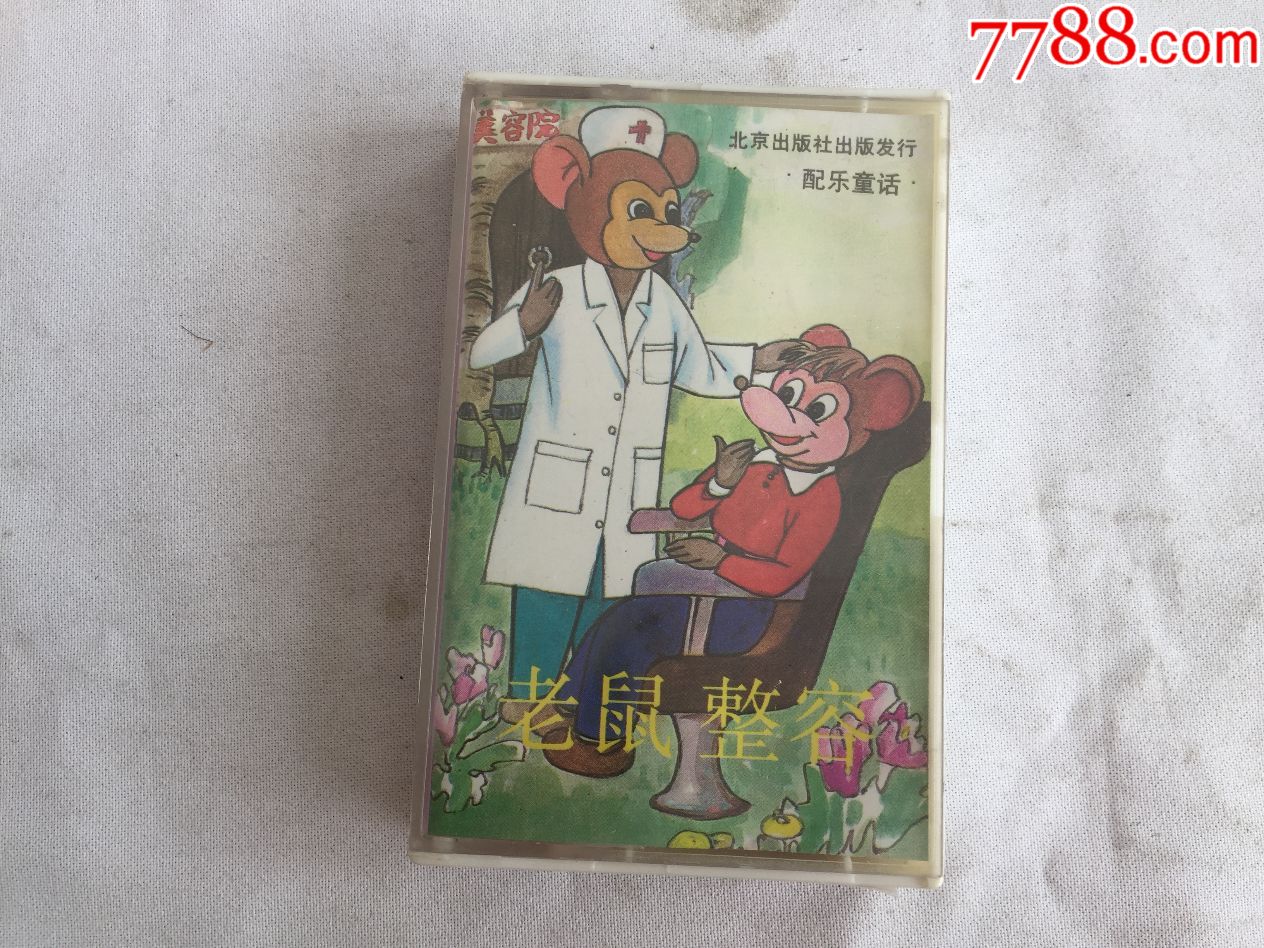 7788.com
美容院
北京出版社出版发行
·配乐童话·
老鼠整容